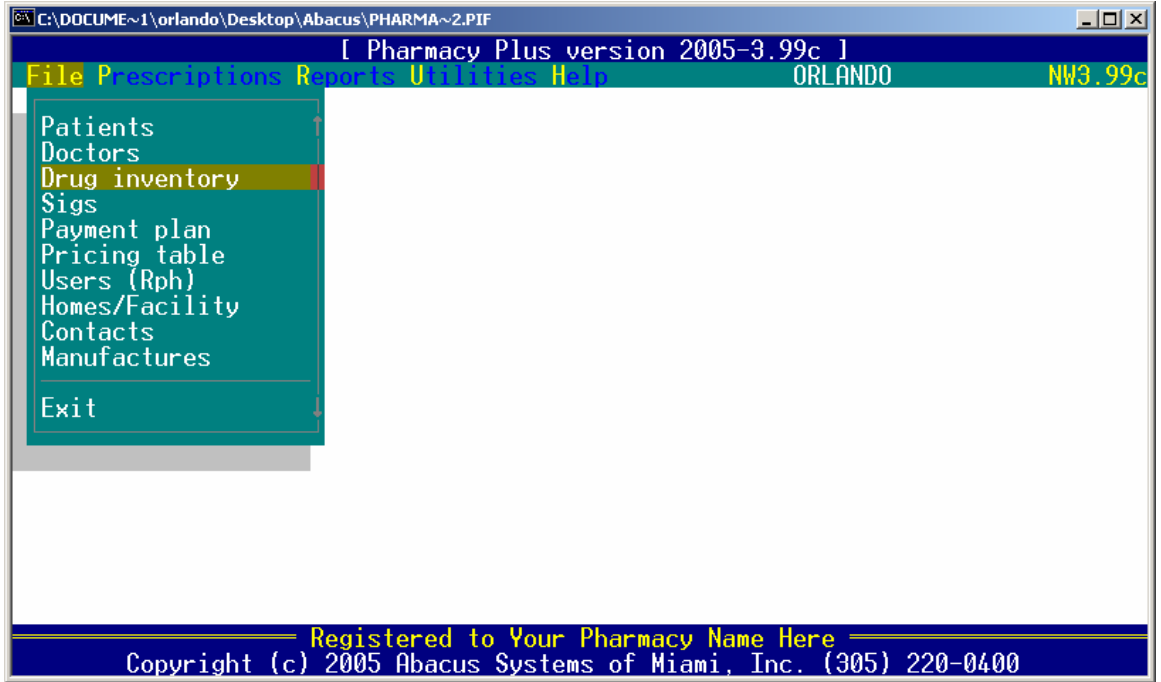 C:\DOCUME~1\orlando\Desktop\Abacus\PHARMA~2.PIF
[ Pharmacy Plus version 2005-3.99c ]
File Prescriptions Reports Utilities Help ORLANDO NW3.99c
Patients
Doctors
Drug inventory
Sigs
Payment plan
Pricing table
Users (Rph)
Homes/Facility
Contacts
Manufactures
Exit
Registered to Your Pharmacy Name Here
Copyright (c) 2005 Abacus Systems of Miami, Inc. (305) 220-0400